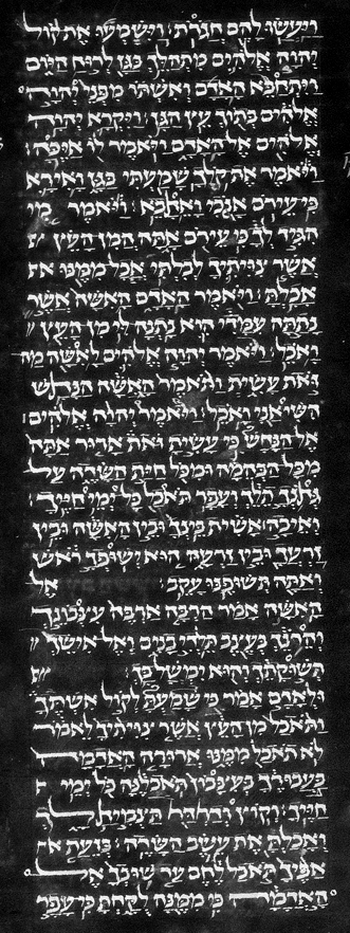 ויעשו להם חגרת׃ וישמעו את קול
יהוה אלהים מתהלך בגן לרוח היום
ויתחבא האדם ואשתו מפני יהוה
אלהים בתוך עץ הגן׃ ויקרא יהוה
אלהים אל האדם ויאמר לו איכה׃
ויאמר את קלך שמעתי בגן ואירא
כי עירם אנכי ואחבא׃ ויאמר מי
הגיד לך כי עירם אתה המן העץ
אשר צויתיך לבלתי אכל ממנו
אכלת׃ ויאמר האדם האשה אשר
נתתה עמדי הוא נתנה לי מן העץ
ואכל׃ ויאמר יהוה אלהים לאשה מה
זאת עשית ותאמר האשה הנחש
השיאני ואכל׃ ויאמר יהוה אלהים
אל הנחש כי עשית זאת ארור אתה
מכל הבהמה ומכל חית השדה על
גחנך תלך ועפר תאכל כל ימי חייך׃
ואיבה אשית בינך ובין האשה ובין
זרעך ובין זרעה הוא ישופך ראש
ואתה תשופנו עקב׃ אל
האשה אמר הרבה ארבה עצבונך
והרנך בעצב תלדי בנים ואל אישך
תשוקתך והוא ימשל בך׃
ולאדם אמר כי שמעת לקול אשתך
ותאכל מן העץ אשר צויתיך לאמר
לא תאכל ממנו ארורה האדמה
בעבורך בעצבון תאכלנה כל ימי
חייך׃ וקוץ ודרדר תצמיח לך
ואכלת את עשב השדה׃ בזעת
אפיך תאכל לחם עד שובך אל
האדמה כי ממנה לקחת כי עפר